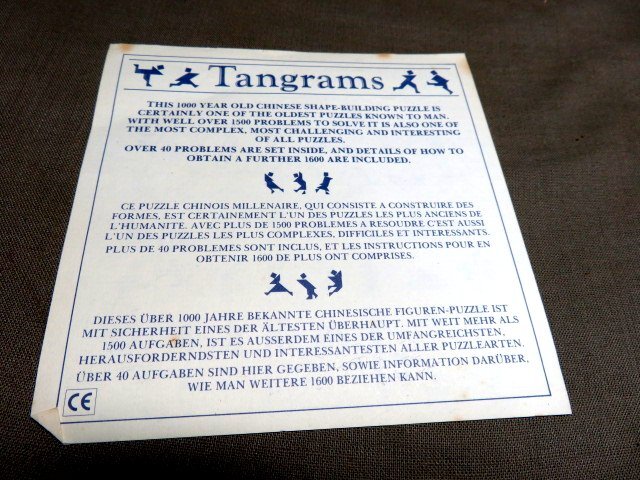 Tangrams
THIS 1000 YEAR OLD CHINESE SHAPE-BUILDING PUZZLE IS
CERTAINLY ONE OF THE OLDEST PUZZLES KNOWN TO MAN.
WITH WELL OVER 1500 PROBLEMS TO SOLVE IT IS ALSO ONE OF
THE MOST COMPLEX, MOST CHALLENGING AND INTERESTING
OF ALL PUZZLES.
OVER 40 PROBLEMS ARE SET INSIDE, AND DETAILS OF HOW TO
OBTAIN A FURTHER 1600 ARE INCLUDED.
CE PUZZLE CHINOIS MILLENAIRE, QUI CONSISTE A CONSTRUIRE DES
FORMES, EST CERTAINEMENT L'UN DES PUZZLES LES PLUS ANCIENS DE
L'HUMANITE. AVEC PLUS DE 1500 PROBLEMES A RESOUDRE C'EST AUSSI
L'UN DES PUZZLES LES PLUS COMPLEXES, DIFFICILES ET INTERESSANTS.
PLUS DE 40 PROBLEMES SONT INCLUS, ET LES INSTRUCTIONS POUR EN
OBTENIR 1600 DE PLUS ONT COMPRISES.
DIESES ÜBER 1000 JAHRE BEKANNTE CHINESISCHE FIGUREN-PUZZLE IST
MIT SICHERHEIT EINES DER ÄLTESTEN ÜBERHAUPT. MIT WEIT MEHR ALS
1500 AUFGABEN, IST ES AUSSERDEM EINES DER UMFANGREICHSTEN,
HERAUSFORDERNDSTEN UND INTERESSANTESTEN ALLER PUZZLEARTEN.
ÜBER 40 AUFGABEN SIND HIER GEGEBEN, SOWIE INFORMATION DARÜBER,
WIE MAN WEITERE 1600 BEZIEHEN KANN.
CE